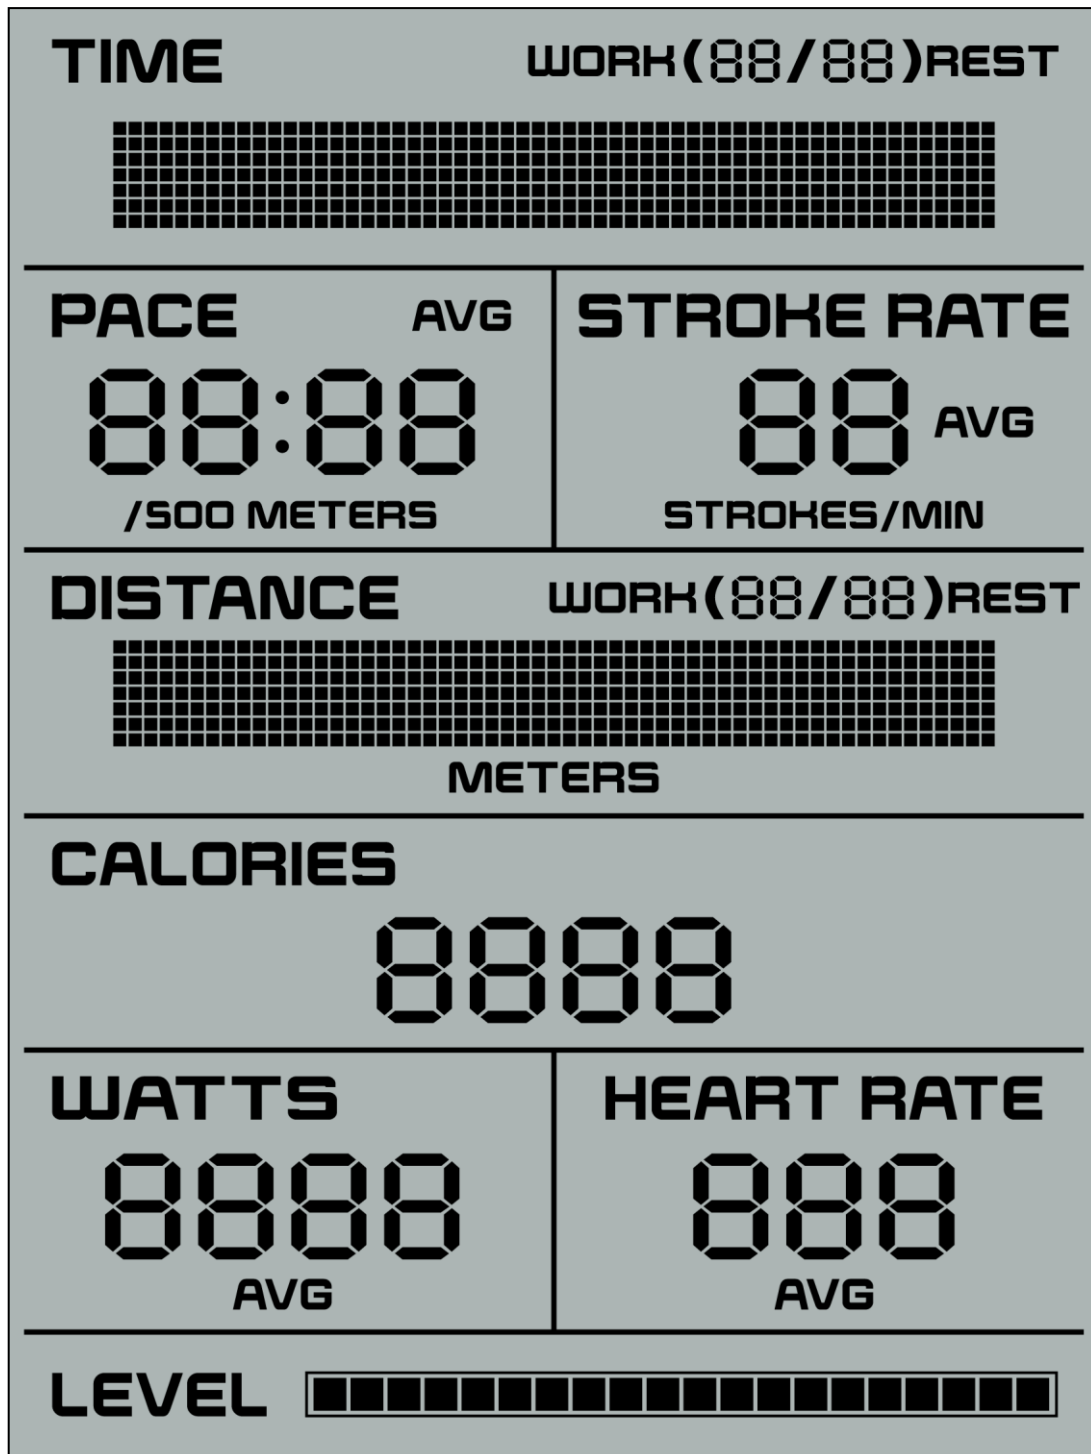 TIME WORK(88/88)REST
PACE AVG STROKE RATE
88:88 88 AVG
/500 METERS STROKES/MIN
DISTANCE WORK(88/88)REST
METERS
CALORIES
8888
WATTS HEART RATE
8888 888
AVG AVG
LEVEL